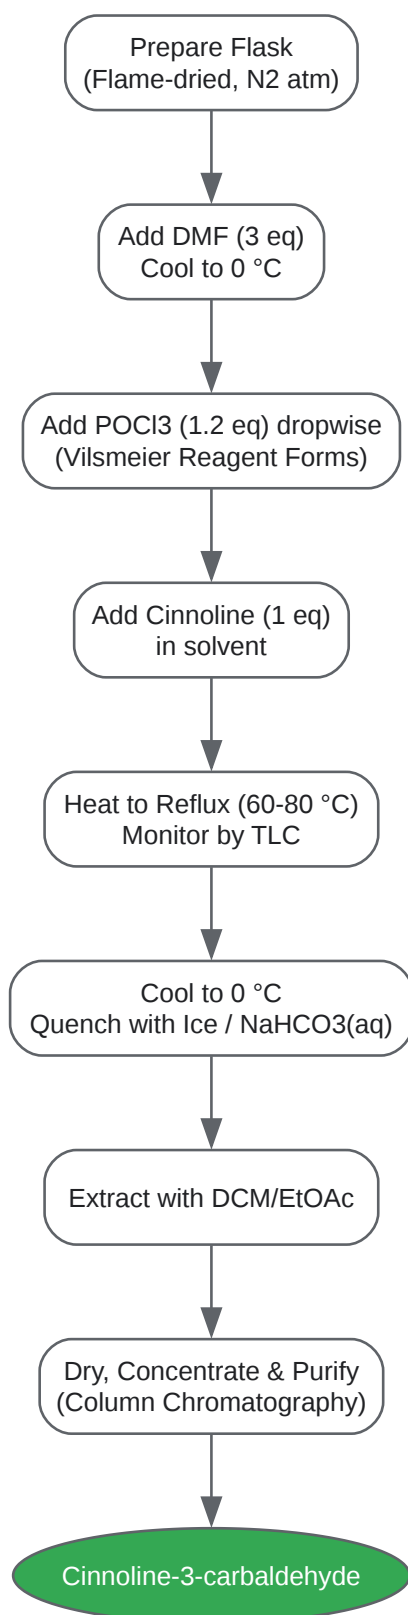 Prepare Flask
(Flame-dried, N2 atm)
Add DMF (3 eq)
Cool to 0 °C
Add POCl3 (1.2 eq) dropwise
(Vilsmeier Reagent Forms)
Add Cinnoline (1 eq)
in solvent
Heat to Reflux (60-80 °C)
Monitor by TLC
Cool to 0 °C
Quench with Ice / NaHCO3(aq)
Extract with DCM/EtOAc
Dry, Concentrate & Purify
(Column Chromatography)
Cinnoline-3-carbaldehyde